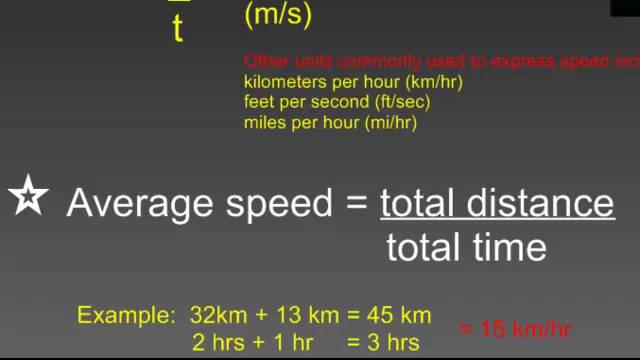 t
(m/s)
Other units commonly used to express speed
kilometers per hour (km/hr)
feet per second (ft/sec)
miles per hour (mi/hr)
Average speed = total distance
total time
Example: 32km + 13 km = 45 km
2 hrs + 1 hr = 3 hrs
= 15 km/hr